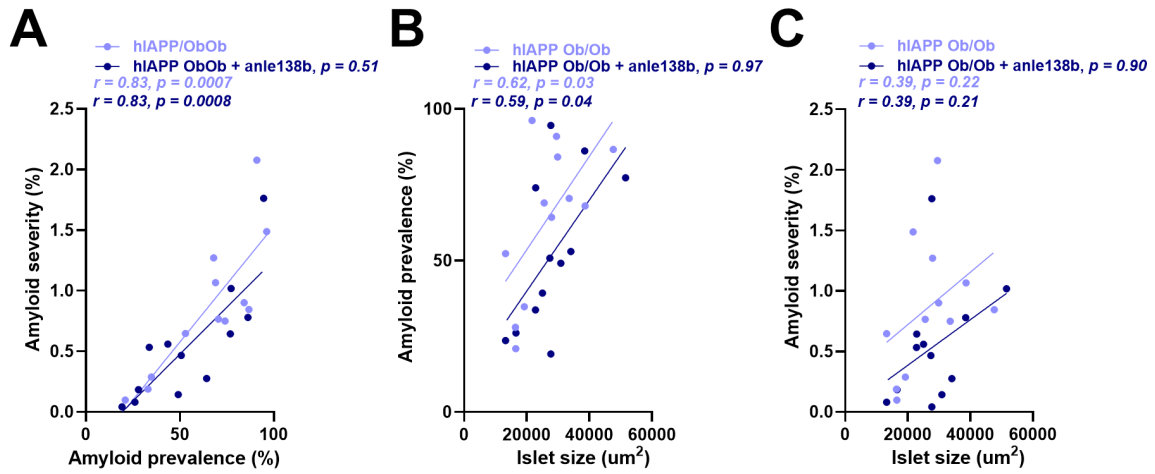 A
hIAPP/ObOb
hIAPP ObOb + anle138b, p = 0.51
r = 0.83, p = 0.0007
r = 0.83, p = 0.0008
2.5
2.0
1.5
1.0
0.5
0.0
0
50
100
Amyloid severity (%)
Amyloid prevalence (%)
B
hIAPP Ob/Ob
hIAPP Ob/Ob + anle138b, p = 0.97
r = 0.62, p = 0.03
r = 0.59, p = 0.04
100
50
0
0
20000
40000
60000
Amyloid prevalence (%)
Islet size (um²)
C
hIAPP Ob/Ob
hIAPP Ob/Ob + anle138b, p = 0.90
r = 0.39, p = 0.22
r = 0.39, p = 0.21
2.5
2.0
1.5
1.0
0.5
0.0
0
20000
40000
60000
Amyloid severity (%)
Islet size (um²)